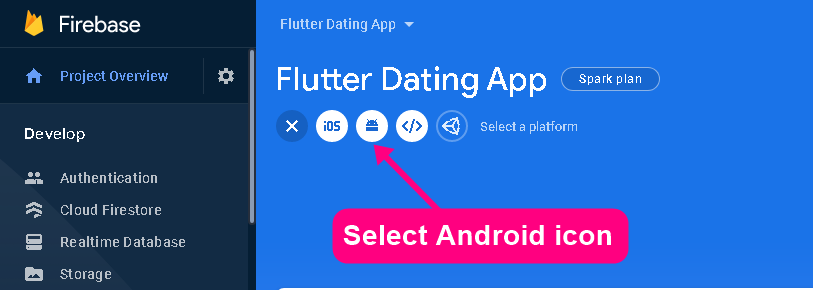 Firebase
Flutter Dating App
Project Overview
Flutter Dating App
Spark plan
iOS
</>
Select a platform
Develop
Authentication
Cloud Firestore
Realtime Database
Storage
Select Android icon